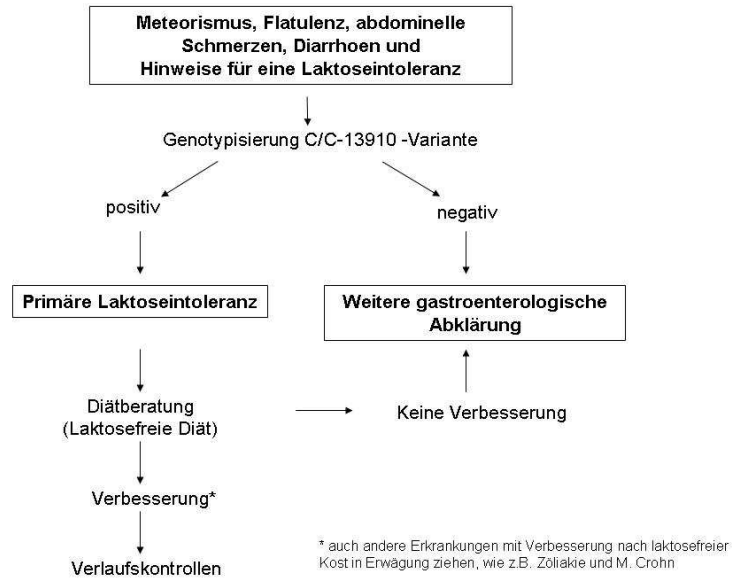 Meteorismus, Flatulenz, abdominelle
Schmerzen, Diarrhoen und
Hinweise für eine Laktoseintoleranz
Genotypisierung C/C-13910 -Variante
positiv
negativ
Primäre Laktoseintoleranz
Weitere gastroenterologische
Abklärung
Diätberatung
(Laktosefreie Diät)
Keine Verbesserung
Verbesserung*
Verlaufskontrollen
* auch andere Erkrankungen mit Verbesserung nach laktosefreier
Kost in Erwägung ziehen, wie z.B. Zöliakie und M. Crohn